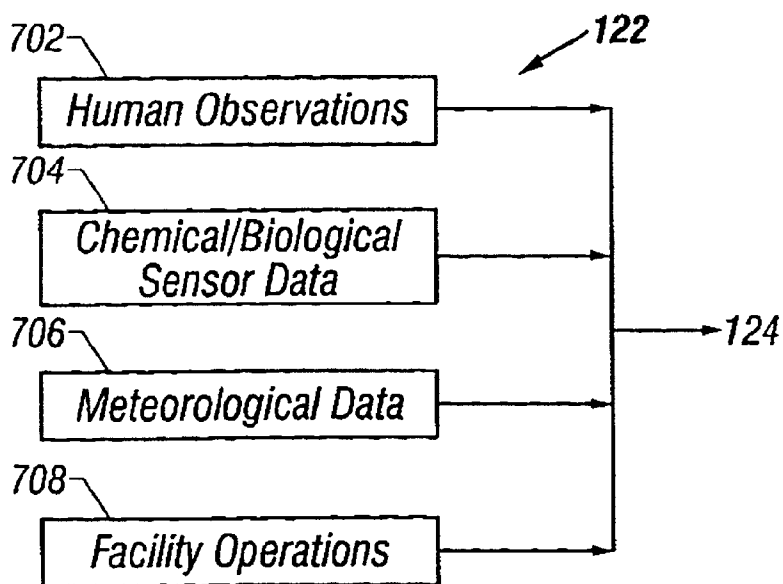 122
702
Human Observations
704
Chemical/Biological
Sensor Data
706
124
Meteorological Data
708
Facility Operations